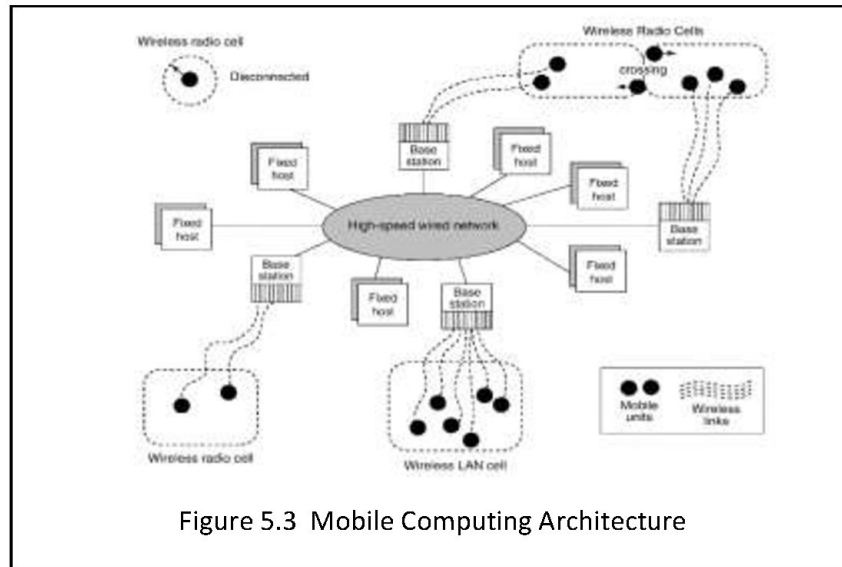 Wireless radio cell
Disconnected
Wireless Radio Cells
crossing
Base
station
Fixed
host
Fixed
host
Fixed
host
Fixed
host
High-speed wired network
Base
station
Base
station
Fixed
host
Fixed
host
Base
station
Mobile
units
Wireless
links
Wireless radio cell
Wireless LAN cell
Figure 5.3 Mobile Computing Architecture